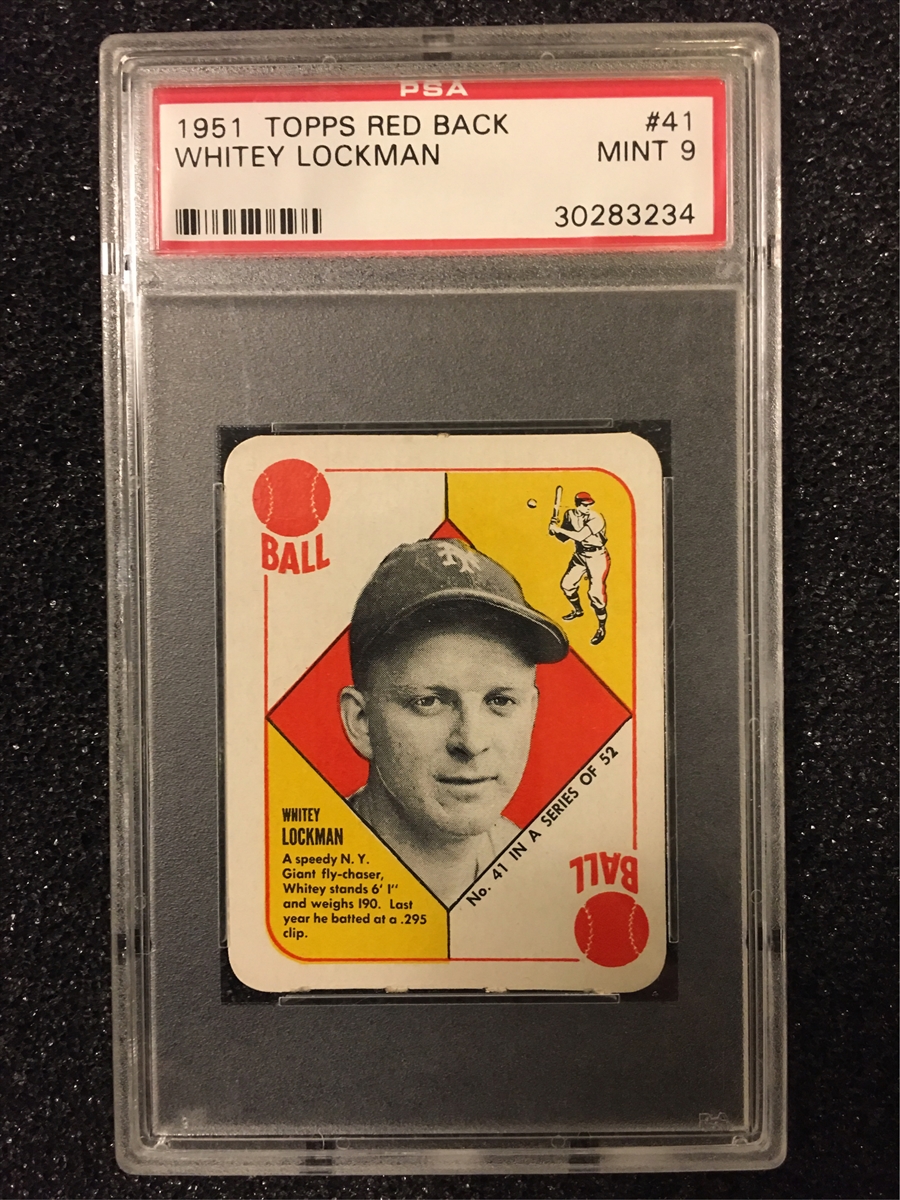 PSA
1951 TOPPS RED BACK #41
WHITEY LOCKMAN MINT 9
30283234
BALL
NY
WHITEY
LOCKMAN
A speedy N. Y.
Giant fly-chaser,
Whitey stands 6' 1"
and weighs 190. Last
year he batted at a .295
clip.
No. 41 IN A SERIES OF 52
BALL
PSA